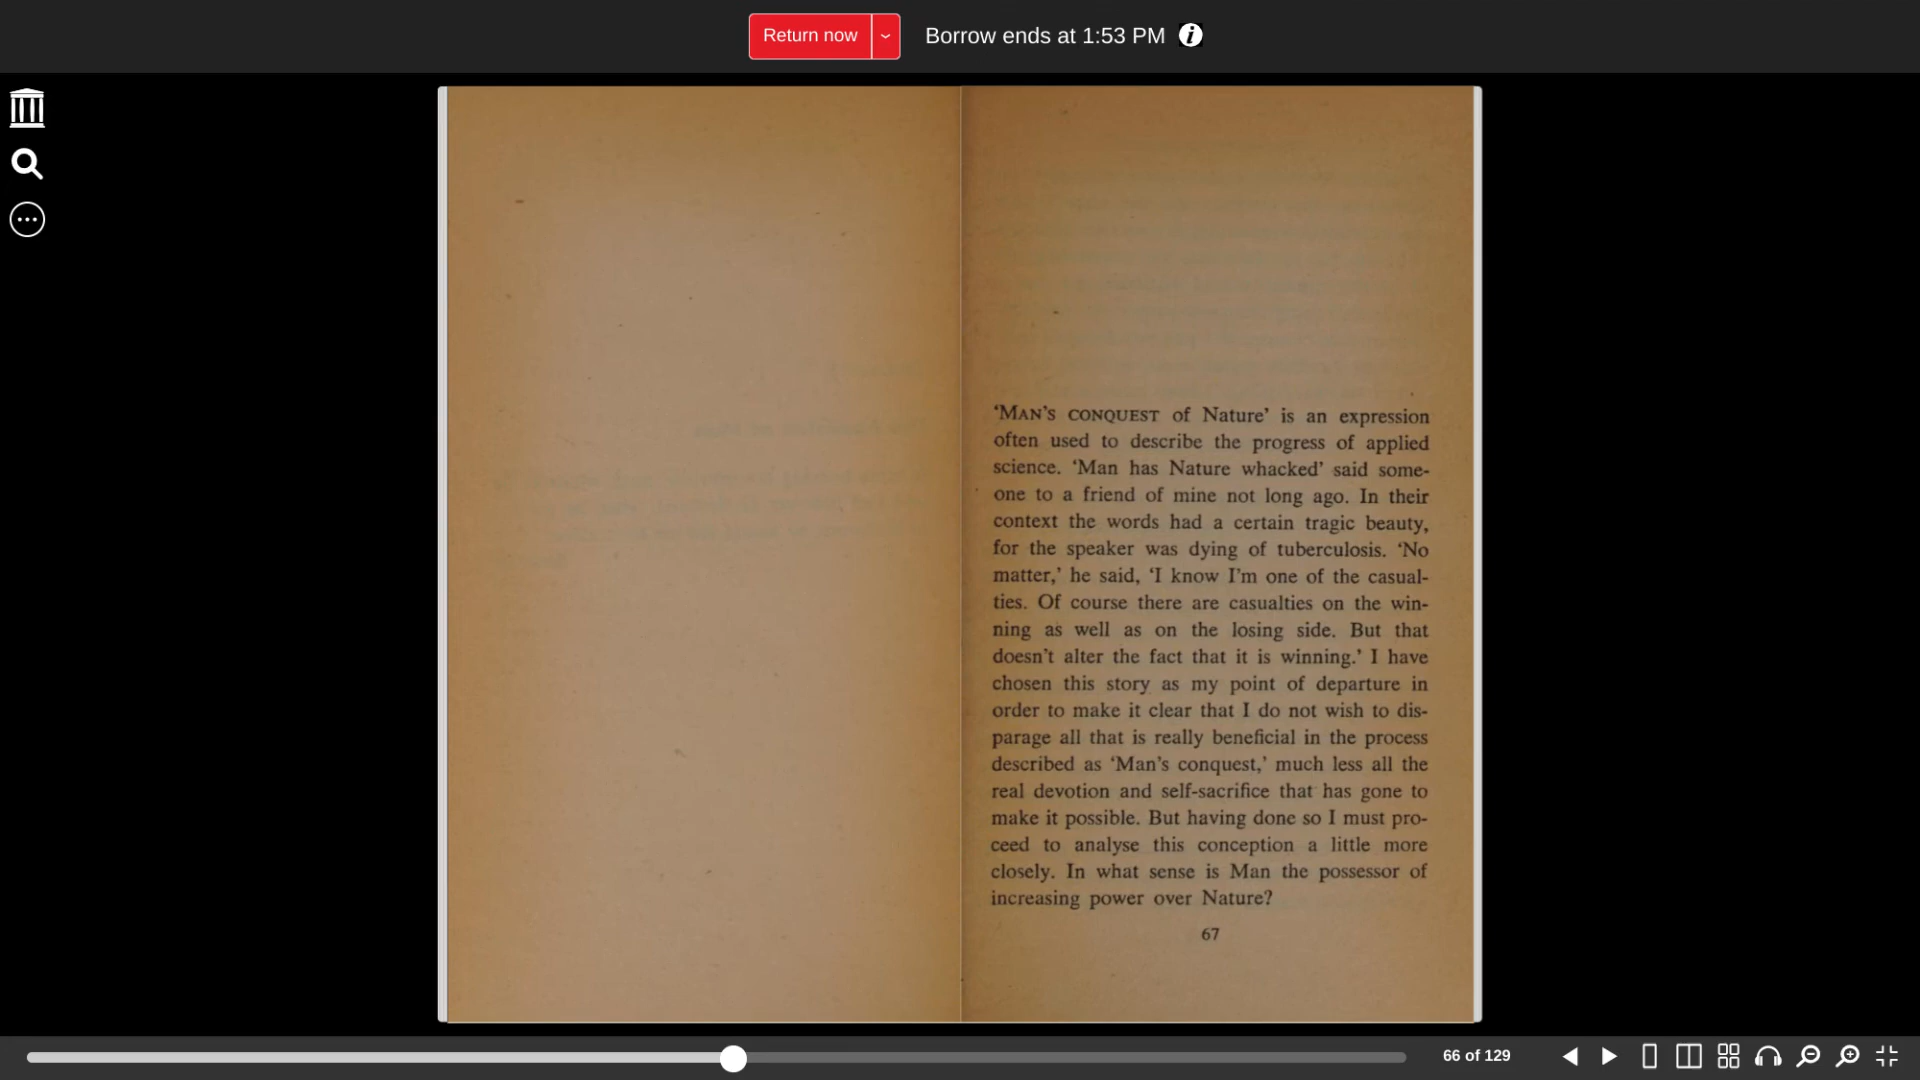 Return now
Borrow ends at 1:53 PM
‘MAN’S CONQUEST of Nature’ is an expression
often used to describe the progress of applied
science. ‘Man has Nature whacked’ said some-
one to a friend of mine not long ago. In their
context the words had a certain tragic beauty,
for the speaker was dying of tuberculosis. ‘No
matter,’ he said, ‘I know I’m one of the casual-
ties. Of course there are casualties on the win-
ning as well as on the losing side. But that
doesn’t alter the fact that it is winning.’ I have
chosen this story as my point of departure in
order to make it clear that I do not wish to dis-
parage all that is really beneficial in the process
described as ‘Man’s conquest,’ much less all the
real devotion and self-sacrifice that has gone to
make it possible. But having done so I must pro-
ceed to analyse this conception a little more
closely. In what sense is Man the possessor of
increasing power over Nature?
67
66 of 129